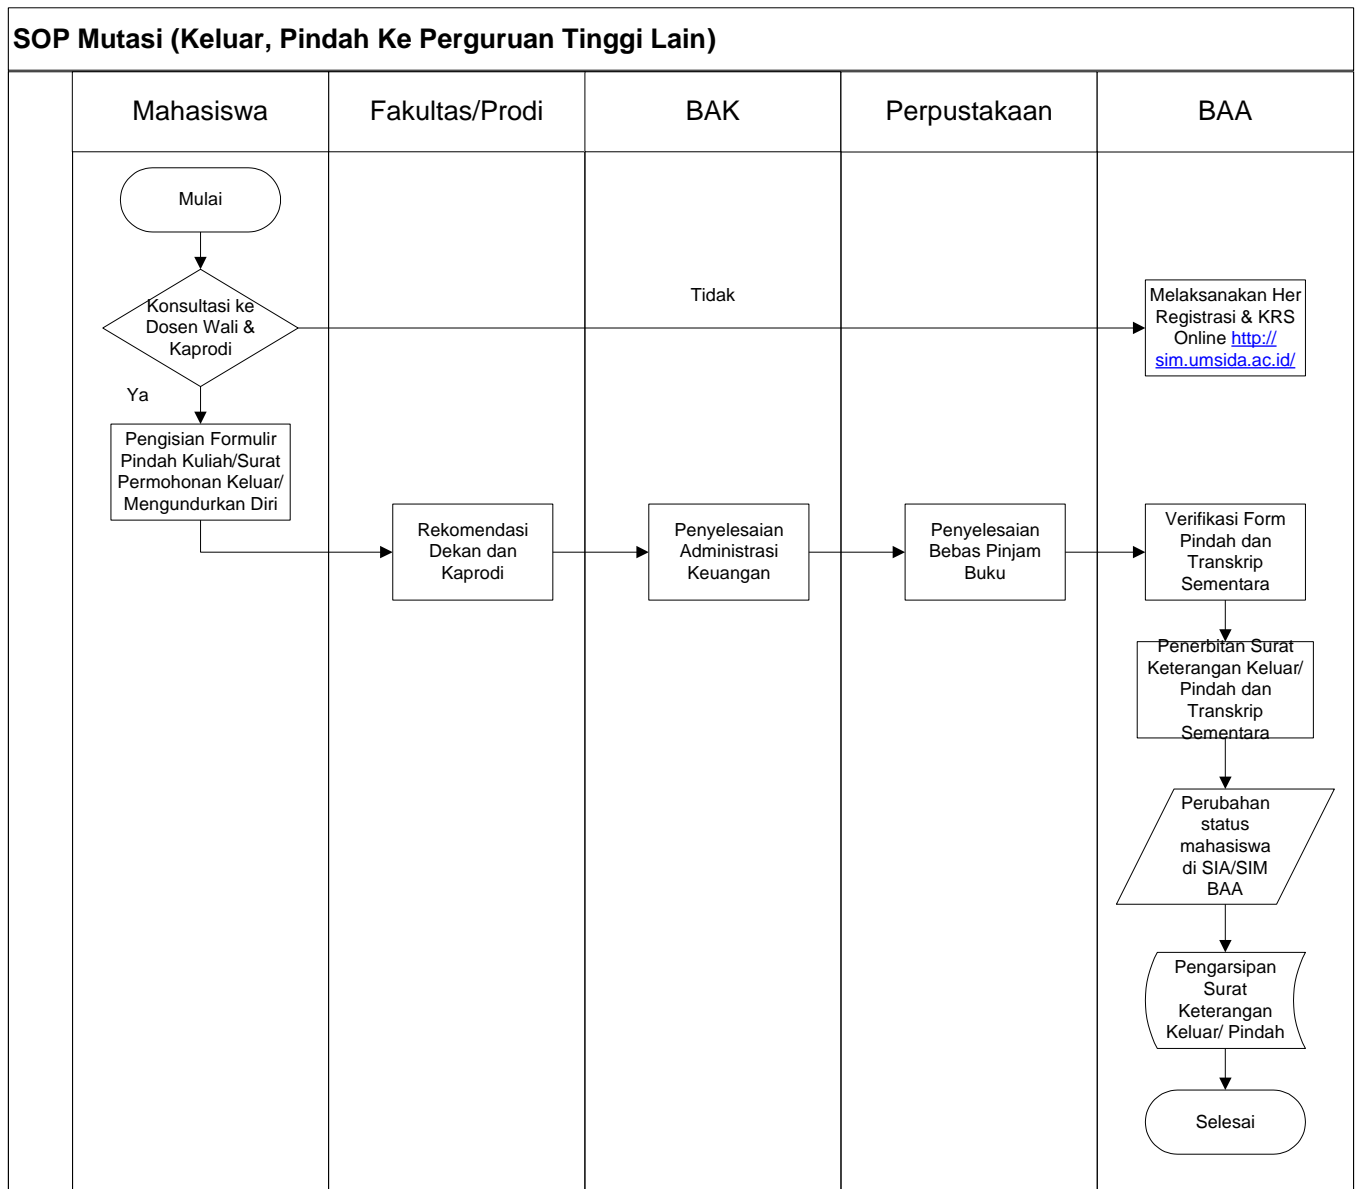 SOP Mutasi (Keluar, Pindah Ke Perguruan Tinggi Lain)
Mahasiswa
Fakultas/Prodi
BAK
Perpustakaan
BAA
Mulai
Konsultasi ke
Dosen Wali &
Kaprodi
Tidak
Melaksanakan Her
Registrasi & KRS
Online http://
sim.umsida.ac.id/
Ya
Pengisian Formulir
Pindah Kuliah/Surat
Permohonan Keluar/
Mengundurkan Diri
Rekomendasi
Dekan dan
Kaprodi
Penyelesaian
Administrasi
Keuangan
Penyelesaian
Bebas Pinjam
Buku
Verifikasi Form
Pindah dan
Transkrip
Sementara
Penerbitan Surat
Keterangan Keluar/
Pindah dan
Transkrip
Sementara
Perubahan
status
mahasiswa
di SIA/SIM
BAA
Pengarsipan
Surat
Keterangan
Keluar/ Pindah
Selesai